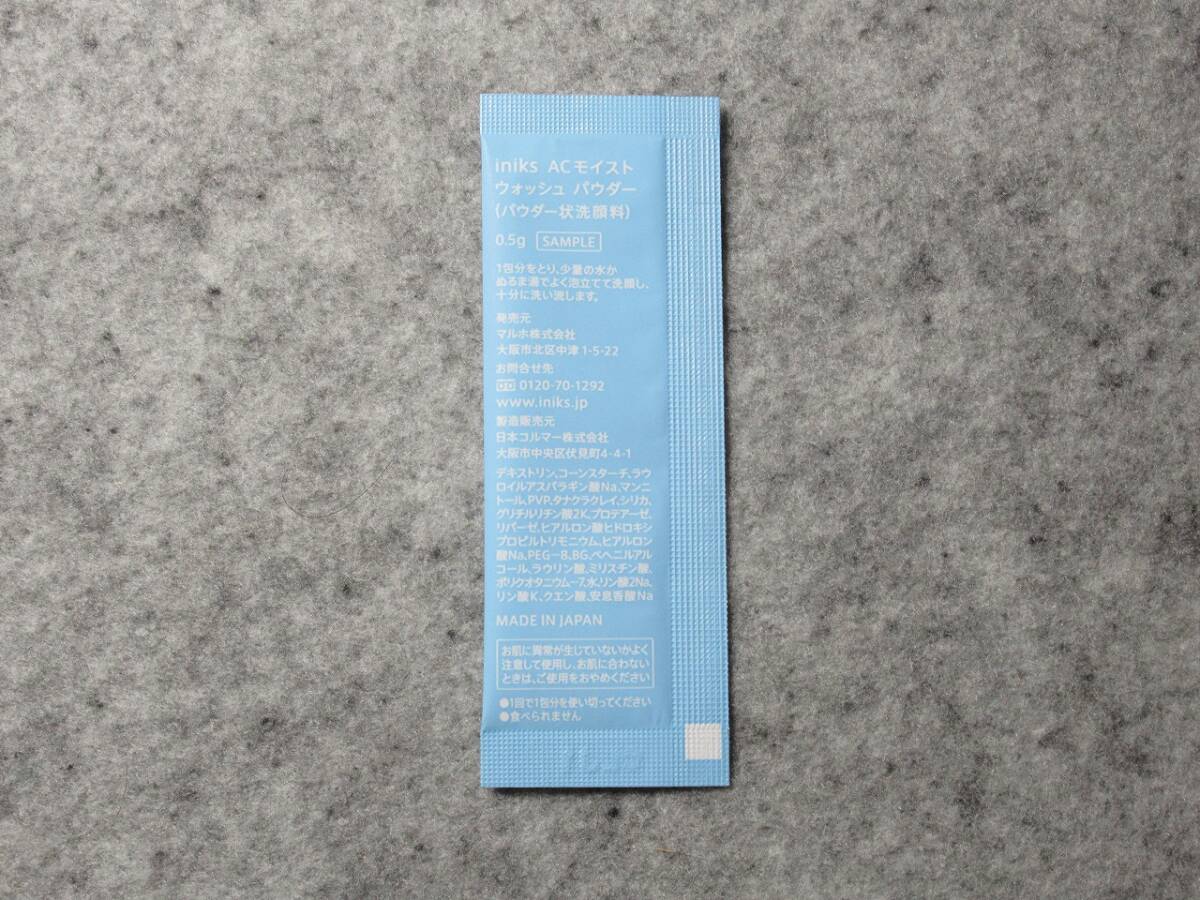 iniks ACモイスト
ウォッシュ パウダー
(パウダー状洗顔料)
0.5g SAMPLE
1包分をとり、少量の水か
ぬるま湯でよく泡立てて洗顔し、
十分に洗い流します。
発売元
マルホ株式会社
大阪市北区中津1-5-22
お問合せ先
0120-70-1292
www.iniks.jp
製造販売元
日本コルマー株式会社
大阪市中央区伏見町4-4-1
デキストリン、コーンスターチ、ラウ
ロイルアスパラギン酸Na、マンニ
トール、PVP、タナクラクレイ、シリカ、
グリチルリチン酸2K、プロテアーゼ、
リパーゼ、ヒアルロン酸ヒドロキシ
プロピルトリモニウム、ヒアルロン
酸Na、PEG－8、BG、ベヘニルアル
コール、ラウリン酸、ミリスチン酸、
ポリクオタニウム－7、水、リン酸2Na、
リン酸K、クエン酸、安息香酸Na
MADE IN JAPAN
お肌に異常が生じていないかよく
注意して使用し、お肌に合わない
ときは、ご使用をおやめください
●1回で1包分を使い切ってください
●食べられません